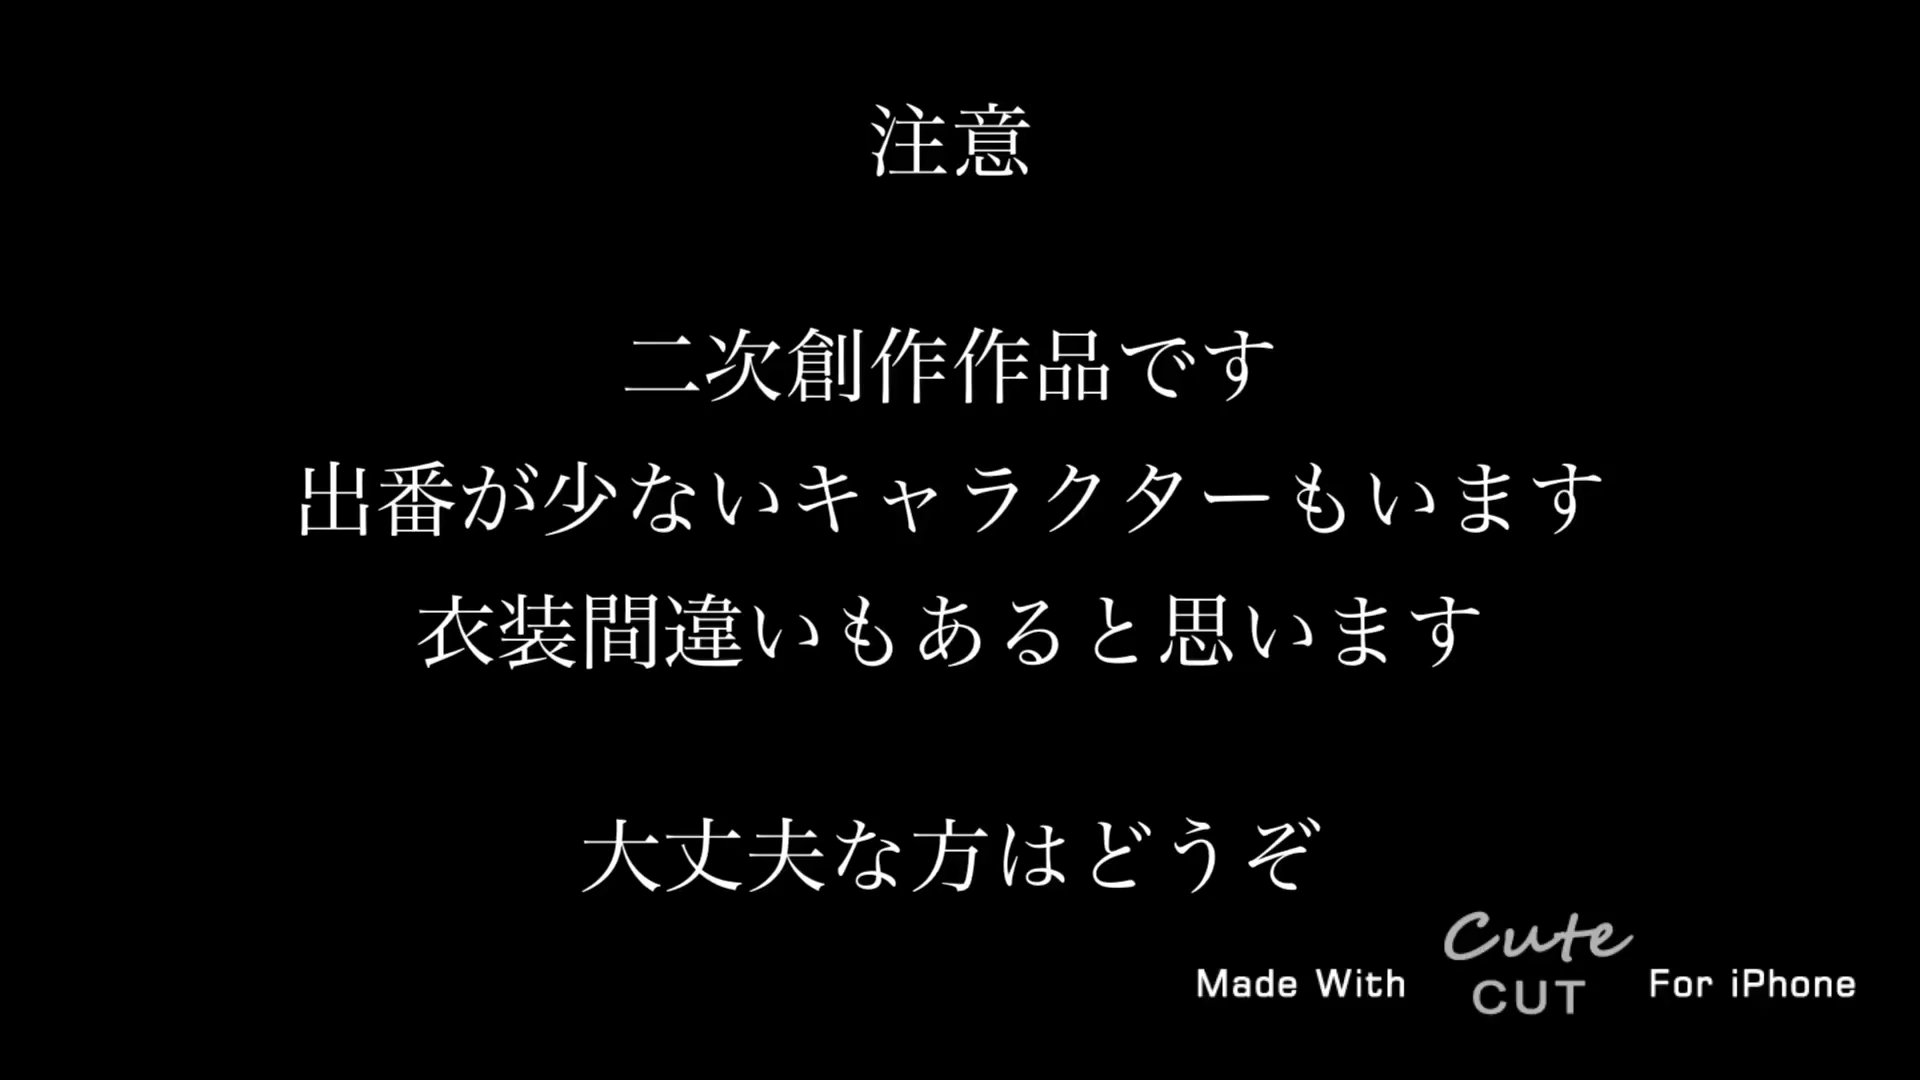 注意
二次創作作品です
出番が少ないキャラクターもいます
衣装間違いもあると思います
大丈夫な方はどうぞ
Made With Cute CUT For iPhone